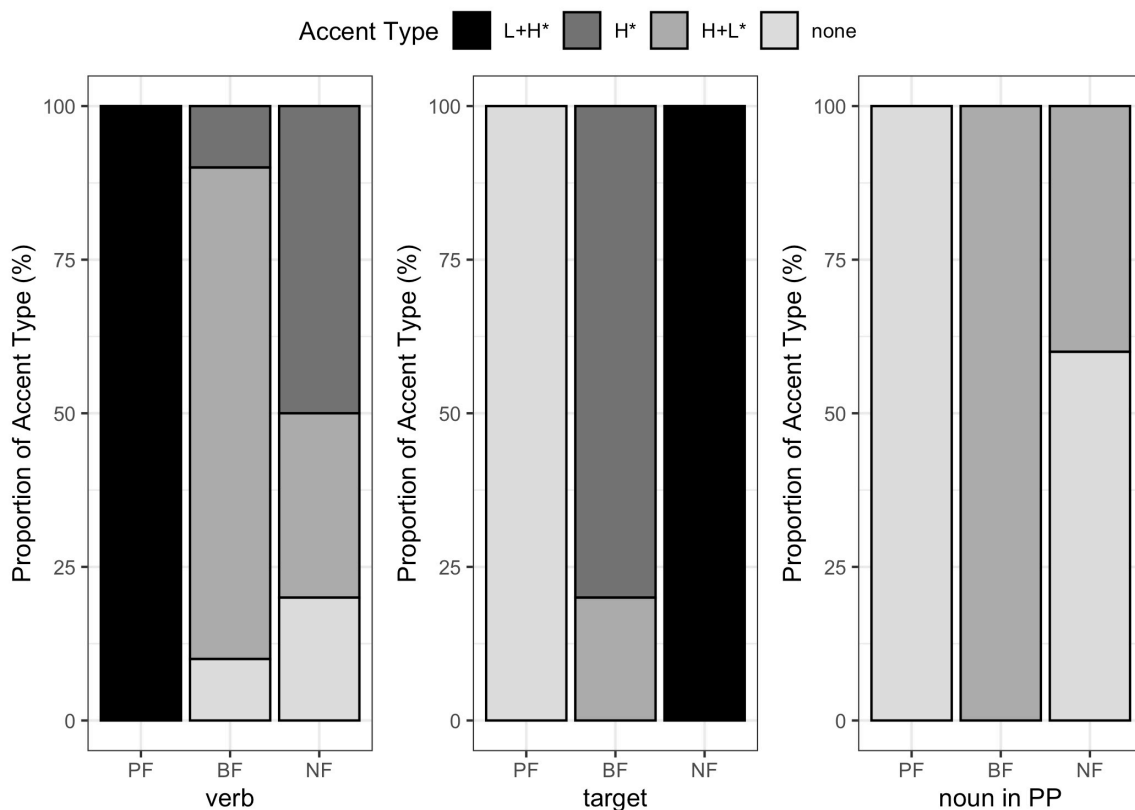 Accent Type L+H* H* H+L* none
Proportion of Accent Type (%)
100
75
50
25
0
PF BF NF
verb
Proportion of Accent Type (%)
100
75
50
25
0
PF BF NF
target
Proportion of Accent Type (%)
100
75
50
25
0
PF BF NF
noun in PP